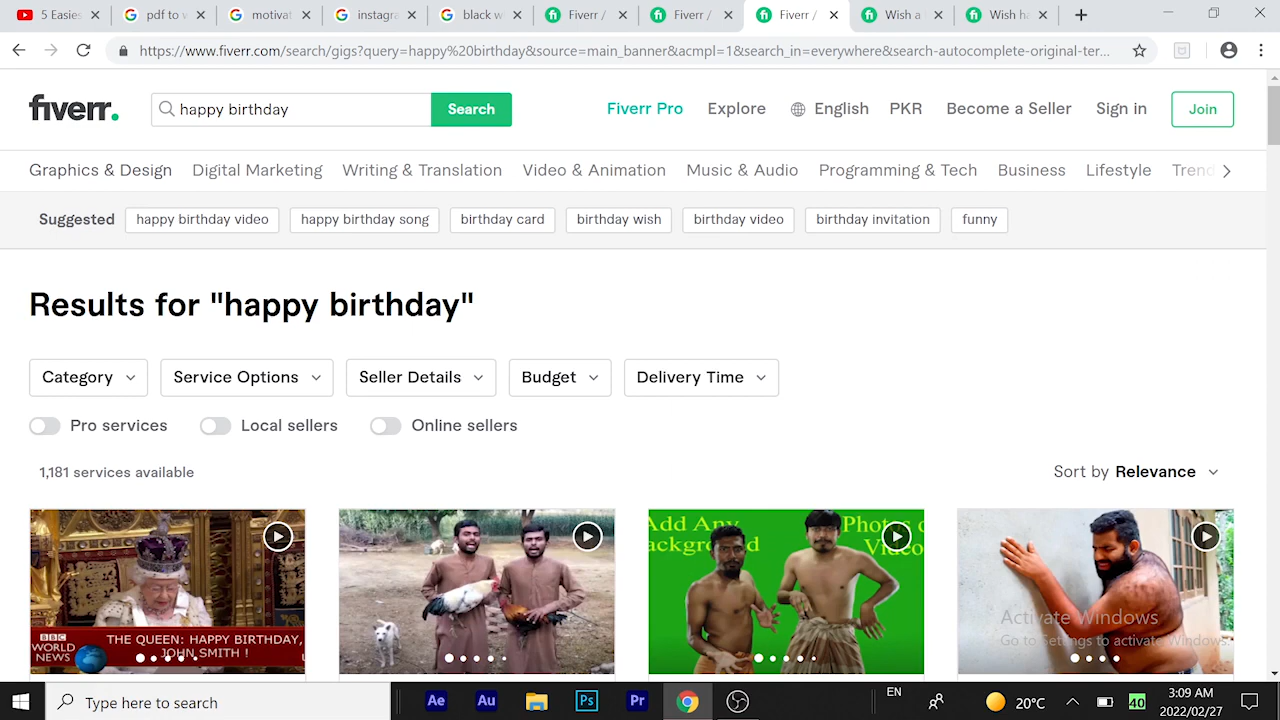 5 Easies
pdf to w
motivat
instagra
black w
Fiverr /
Fiverr /
Fiverr /
Wish a
Wish ha
https://www.fiverr.com/search/gigs?query=happy%20birthday&source=main_banner&acmpl=1&search_in=everywhere&search-autocomplete-original-ter...
fiverr.
happy birthday
Search
Fiverr Pro
Explore
English
PKR
Become a Seller
Sign in
Join
Graphics & Design
Digital Marketing
Writing & Translation
Video & Animation
Music & Audio
Programming & Tech
Business
Lifestyle
Trend
Suggested
happy birthday video
happy birthday song
birthday card
birthday wish
birthday video
birthday invitation
funny
Results for "happy birthday"
Category
Service Options
Seller Details
Budget
Delivery Time
Pro services
Local sellers
Online sellers
1,181 services available
Sort by Relevance
BBC
WORLD
NEWS
THE QUEEN: HAPPY BIRTHDAY,
JOHN SMITH !
Add Any
Photos o
Video
Activate Windows
Go to Settings to activate Windows.
Type here to search
Ae
Au
Ps
Pr
EN
20°C
40
3:09 AM
2022/02/27